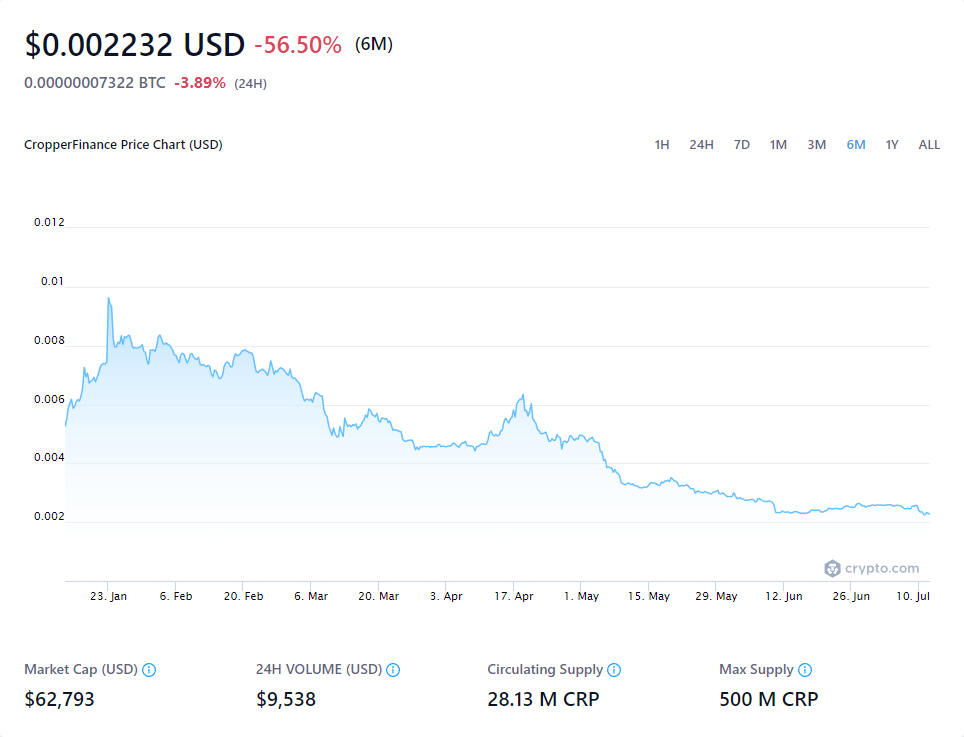 $0.002232 USD -56.50% (6M)
0.00000007322 BTC -3.89% (24H)
CropperFinance Price Chart (USD) 1H 24H 7D 1M 3M 6M 1Y ALL
0.012
0.01
0.008
0.006
0.004
0.002
crypto.com
23. Jan 6. Feb 20. Feb 6. Mar 20. Mar 3. Apr 17. Apr 1. May 15. May 29. May 12. Jun 26. Jun 10. Jul
Market Cap (USD) 24H VOLUME (USD) Circulating Supply Max Supply
$62,793 $9,538 28.13 M CRP 500 M CRP